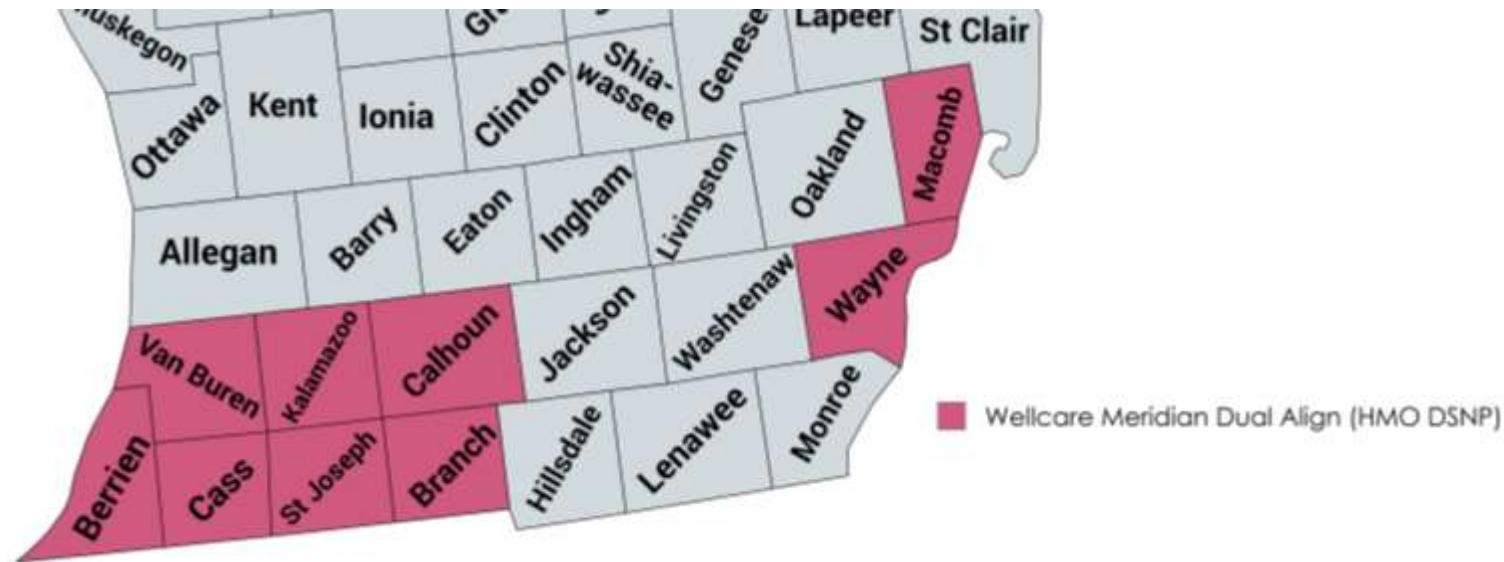 Lapeer
St Clair
Kent
Ionia
Clinton
Shia-
wassee
Ottawa
Macomb
Oakland
Livingston
Ingham
Eaton
Barry
Allegan
Wayne
Washtenaw
Jackson
Calhoun
Kalamazoo
Van Buren
Wellcare Meridian Dual Align (HMO DSNP)
Monroe
Lenawee
Hillsdale
Branch
St Joseph
Cass
Berrien